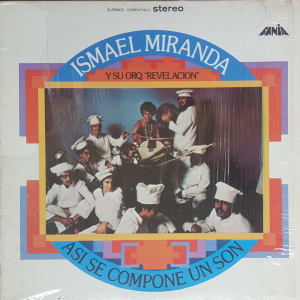 stereo
FANIA
ISMAEL MIRANDA
Y SU ORQ "REVELACION"
ASI SE COMPONE UN SON